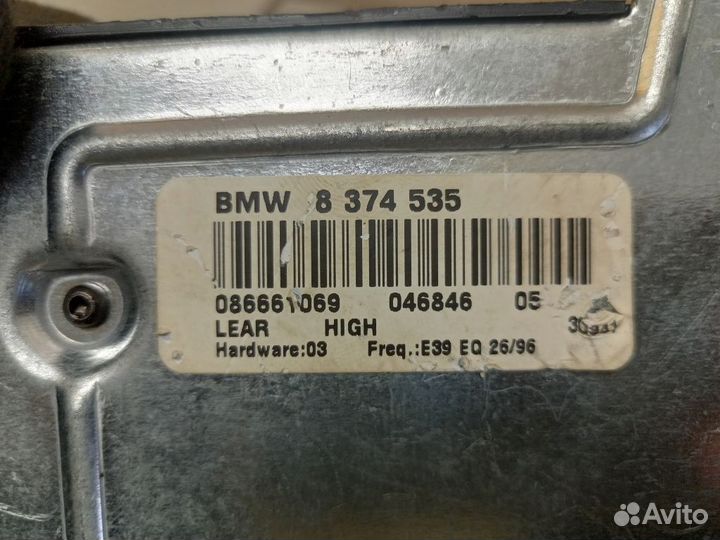 BMW 8 374 535
086661069 046846 05
LEAR HIGH
Hardware:03 Freq.:E39 EQ 26/96
Avito